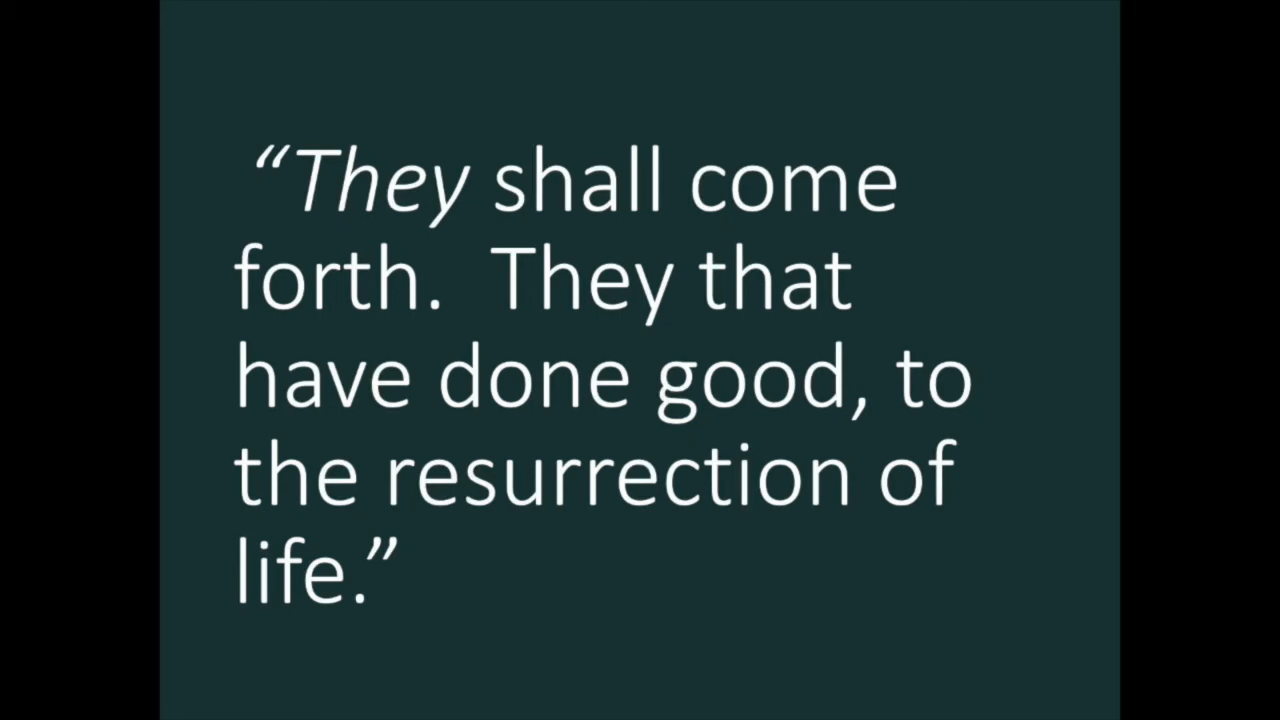 “They shall come
forth.  They that
have done good, to
the resurrection of
life.”